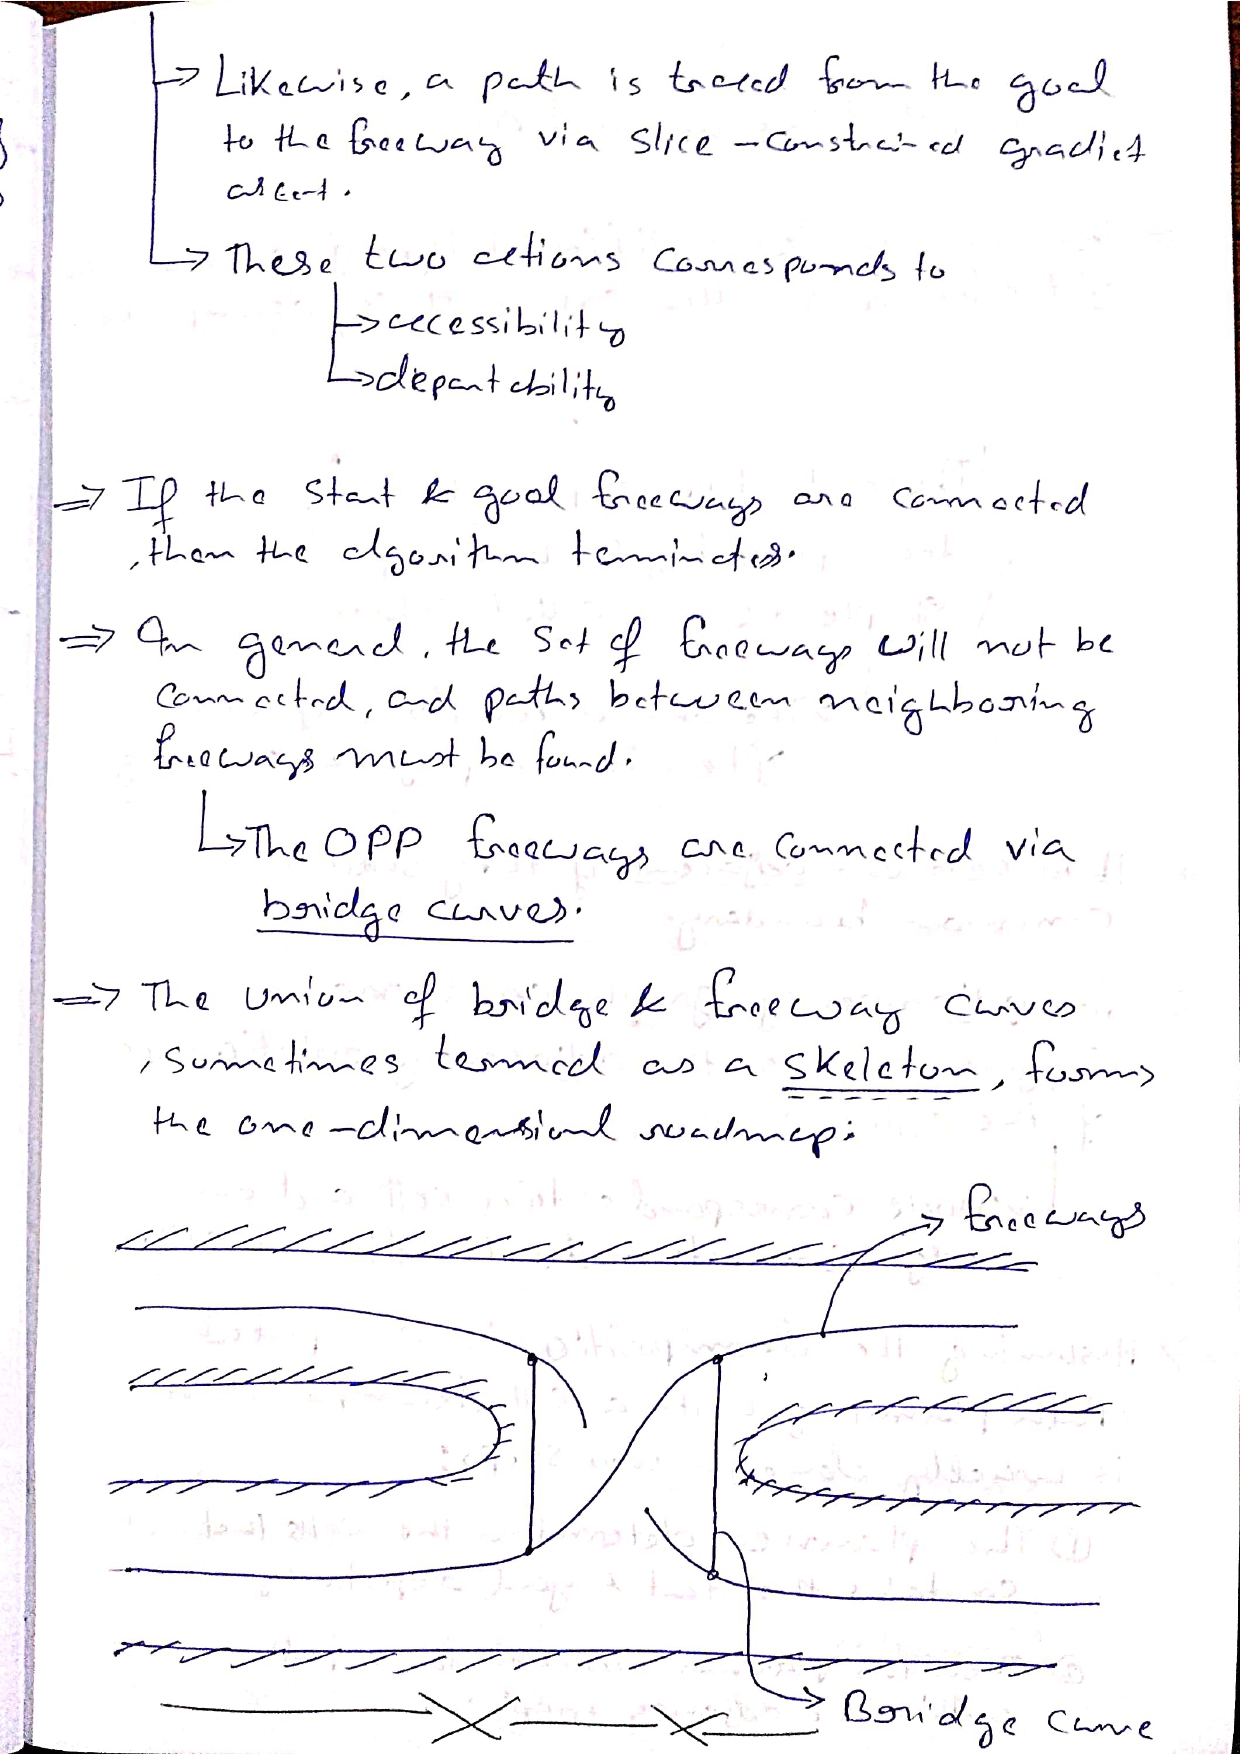 → Likewise, a path is traced from the goal
to the freeway via slice-constrained gradiet
ascent.
→ These two actions corresponds to
→ accessibility
→ departability
⇒ If the start & goal freeways are connected
, then the algorithm terminates.
⇒ In general, the set of freeways will not be
connected, and paths between neighboring
freeways must be found.
→ The OPP freeways are connected via
bridge curves.
⇒ The union of bridge & freeway curves
, sometimes termed as a skeleton, forms
the one-dimensional roadmap:
→ freeways
→ Bridge curve